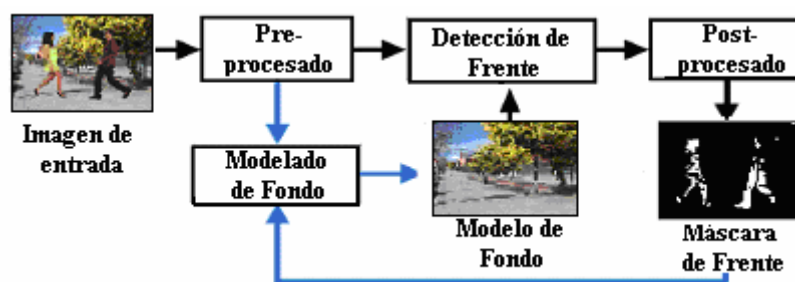 Pre-
procesado
Detección de
Frente
Post-
procesado
Imagen de
entrada
Modelado
de Fondo
Modelo de
Fondo
Máscara
de Frente